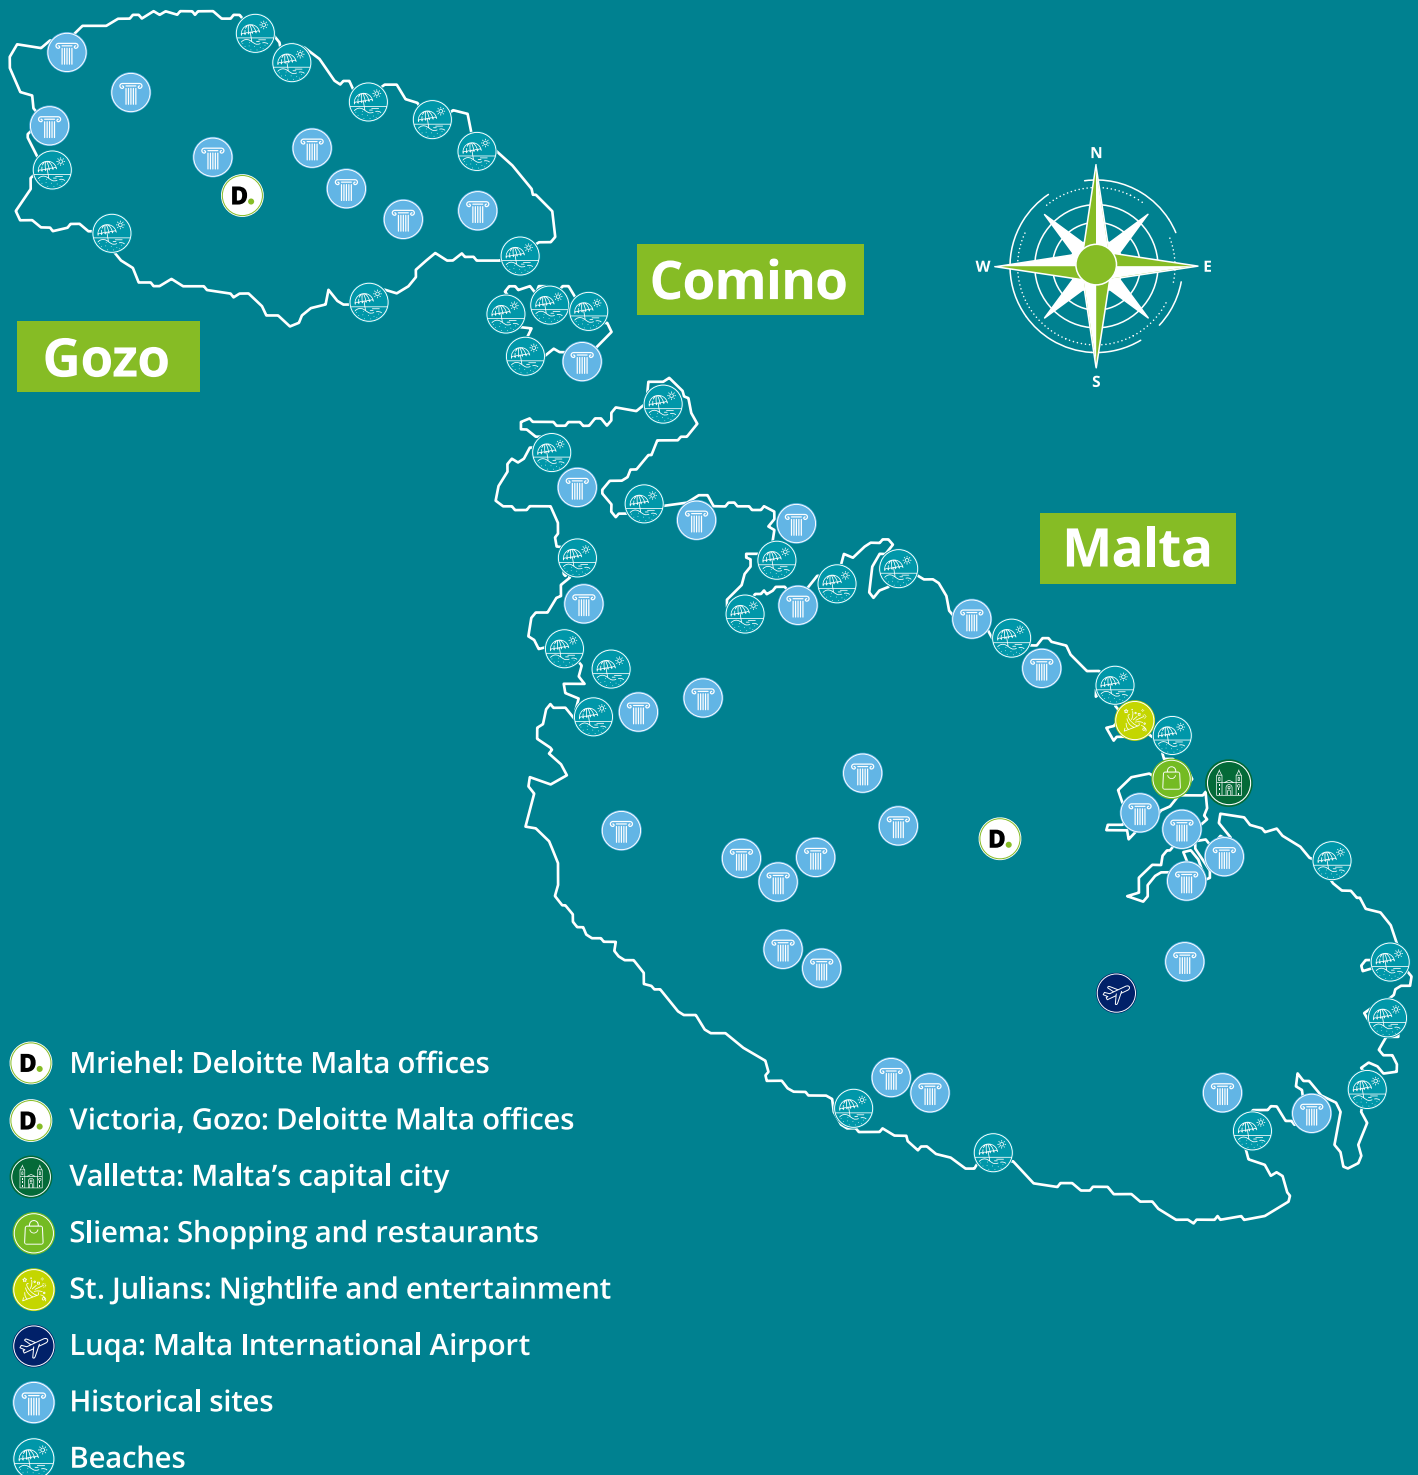 N
W
E
S
Comino
Gozo
Malta
D.
D.
D. Mriehel: Deloitte Malta offices
D. Victoria, Gozo: Deloitte Malta offices
Valletta: Malta’s capital city
Sliema: Shopping and restaurants
St. Julians: Nightlife and entertainment
Luqa: Malta International Airport
Historical sites
Beaches